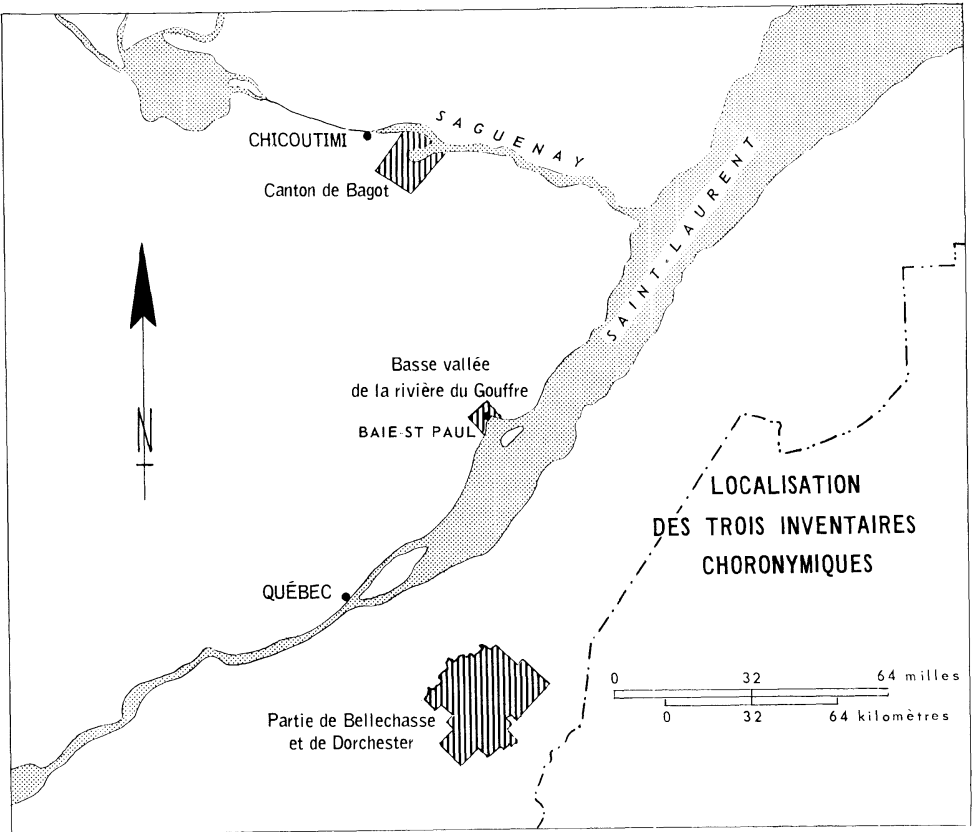 SAGUENAY
CHICOUTIMI
Canton de Bagot
SAINT-LAURENT
Basse vallée
de la rivière du Gouffre
BAIE-ST PAUL
N
LOCALISATION
DES TROIS INVENTAIRES
CHORONYMIQUES
QUÉBEC
0 32 64 milles
0 32 64 kilomètres
Partie de Bellechasse
et de Dorchester